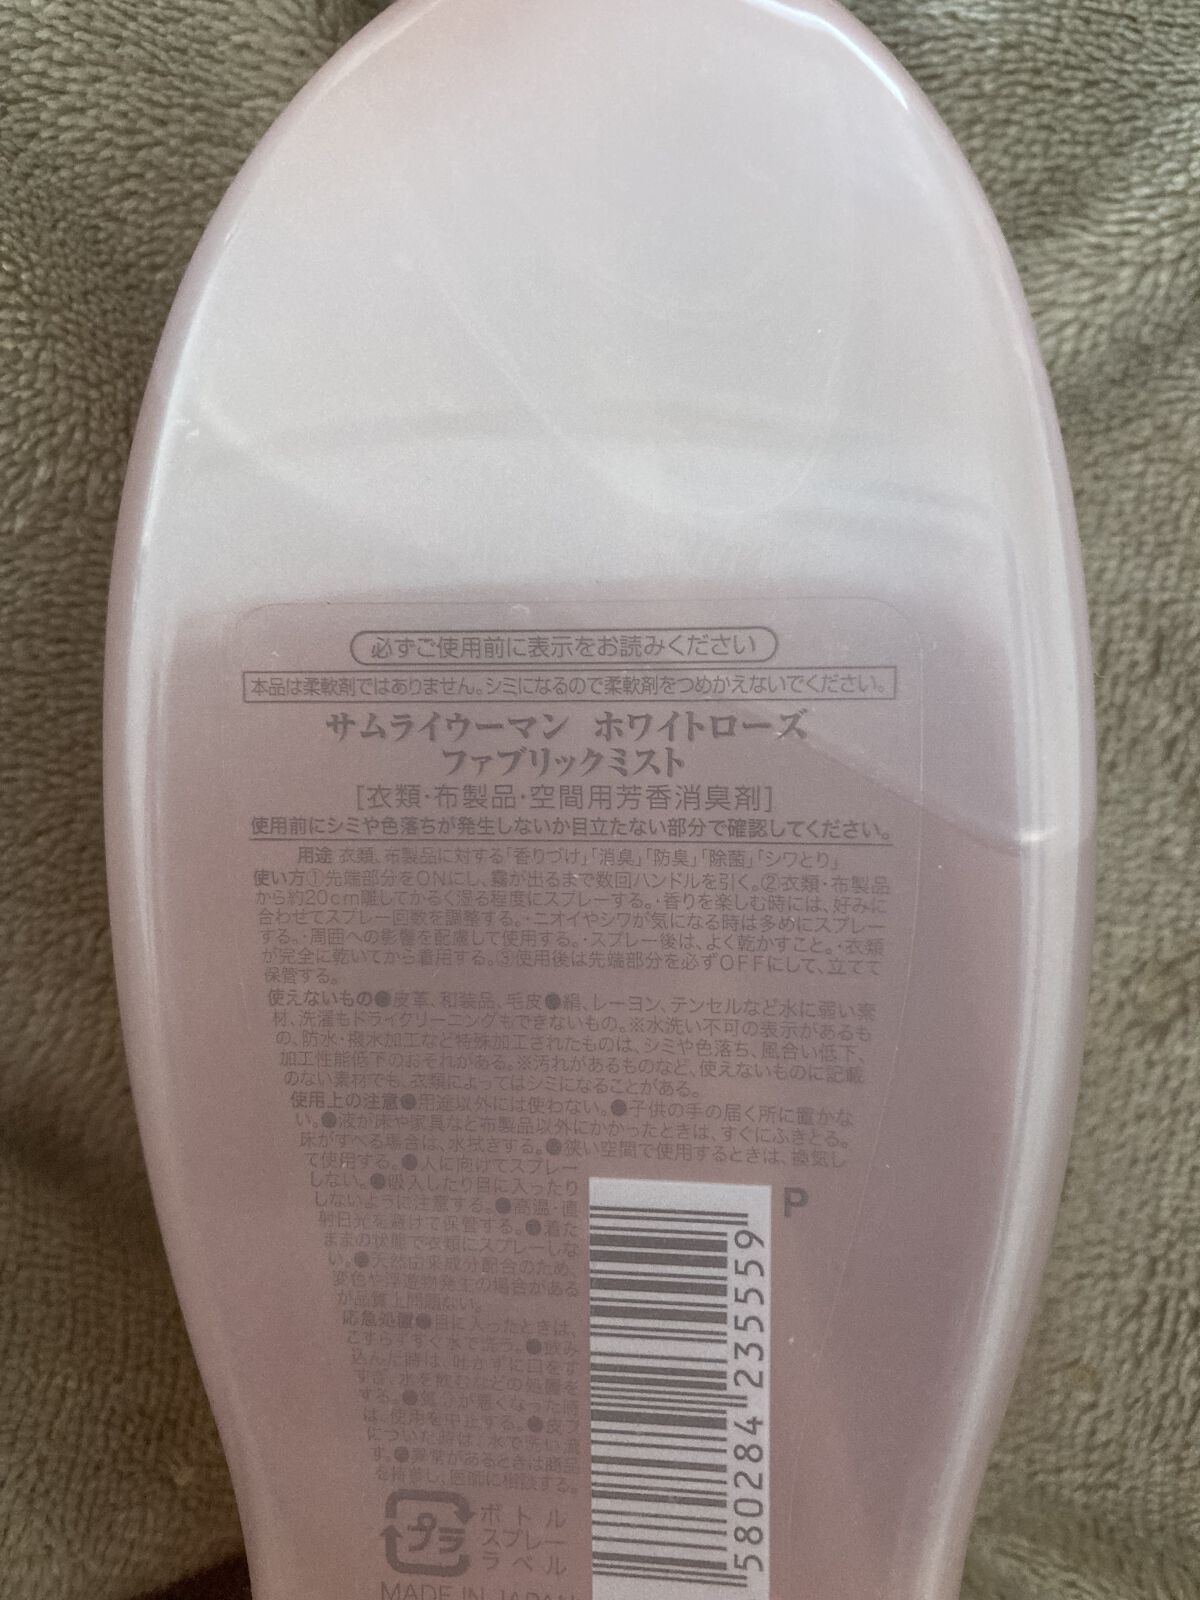 必ずご使用前に表示をお読みください
本品は柔軟剤ではありません。シミになるので柔軟剤をつめかえないでください。
サムライウーマン ホワイトローズ
ファブリックミスト
[衣類・布製品・空間用芳香消臭剤]
使用前にシミや色落ちが発生しないか目立たない部分で確認してください。
用途 衣類、布製品に対する「香りづけ」「消臭」「防臭」「除菌」「シワとり」
使い方①先端部分をONにし、霧が出るまで数回ハンドルを引く。②衣類・布製品
から約20cm離してかるく湿る程度にスプレーする。・香りを楽しむ時には、好みに
合わせてスプレー回数を調整する。・ニオイやシワが気になる時は多めにスプレー
する。・周囲への影響を配慮して使用する。・スプレー後は、よく乾かすこと。・衣類
が完全に乾いてから着用する。③使用後は先端部分を必ずOFFにして、立てて
保管する。
使えないもの●皮革、和装品、毛皮●絹、レーヨン、テンセルなど水に弱い素
材、洗濯もドライクリーニングもできないもの。※水洗い不可の表示があるも
の、防水・撥水加工など特殊加工されたものは、シミや色落ち、風合い低下、
加工性能低下のおそれがある。※汚れがあるものなど、使えないものに記載
のない素材でも、衣類によってはシミになることがある。
使用上の注意●用途以外には使わない。●子供の手の届く所に置かな
い。●液が床や家具など布製品以外にかかったときは、すぐにふきとる。
床がすべる場合は、水拭きする。●狭い空間で使用するときは、換気し
て使用する。●人に向けてスプレー
しない。●吸入したり目に入ったり
しないように注意する。●高温・直
射日光を避けて保管する。●着た
ままの状態で衣類にスプレーしな
い。●天然由来成分配合のため、
変色や浮遊物発生の場合がある
が品質上問題ない。
応急処置●目に入ったときは、
こすらずすぐ水で洗う。●飲み
込んだ時は、吐かずに口をす
すぎ、水を飲むなどの処置を
する。●気分が悪くなった時
は、使用を中止する。●皮フ
についた時は、水で洗い流
す。●異常があるときは商品
を持参し、医師に相談する。
P
580284 235559
プラ
ボトル
スプレー
ラベル
MADE IN JAPAN